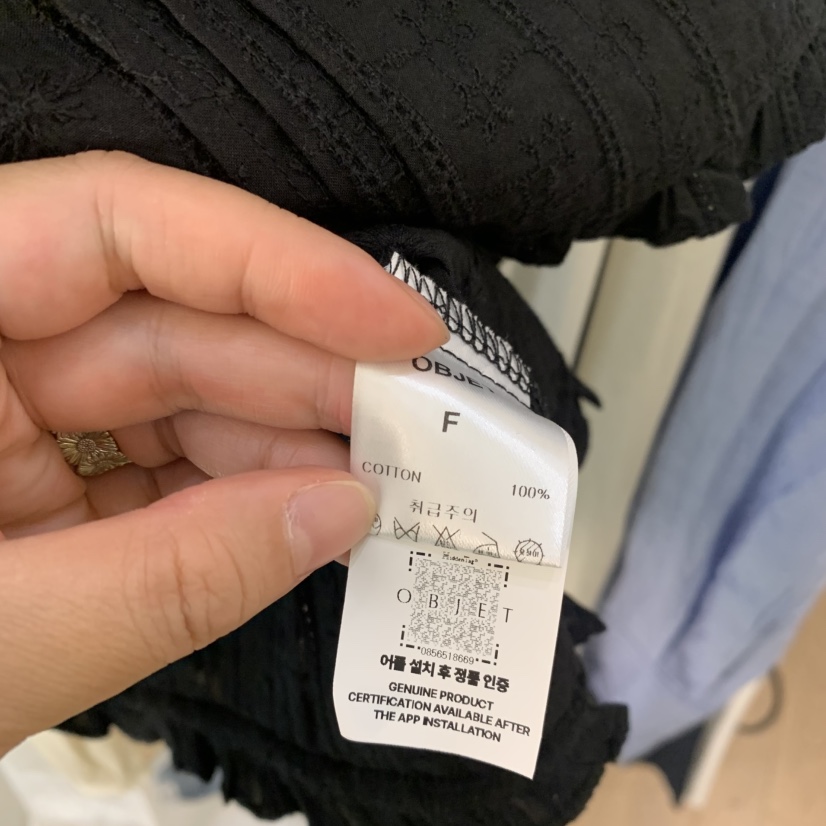 F
COTTON 100%
취급주의
HiddenTag®
OBJET
*0856518669*
어플 설치 후 정품 인증
GENUINE PRODUCT
CERTIFICATION AVAILABLE AFTER
THE APP INSTALLATION